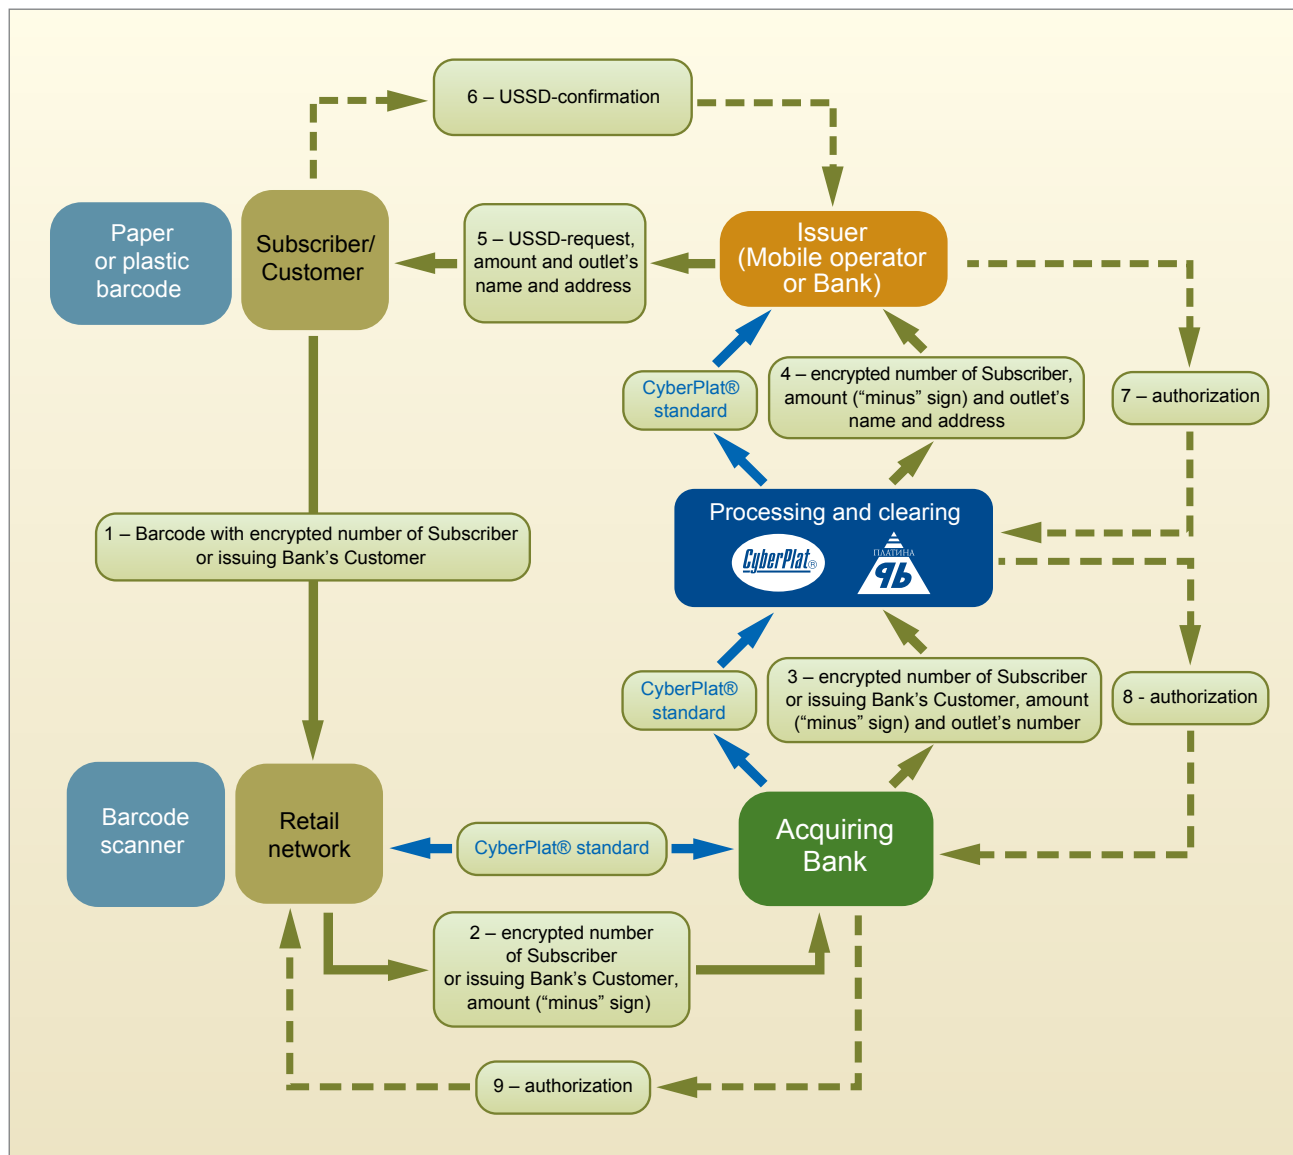 6 – USSD-confirmation
Paper
or plastic
barcode
Subscriber/
Customer
5 – USSD-request,
amount and outlet's
name and address
Issuer
(Mobile operator
or Bank)
CyberPlat®
standard
4 – encrypted number of Subscriber,
amount (“minus” sign) and outlet's
name and address
7 – authorization
1 – Barcode with encrypted number of Subscriber
or issuing Bank's Customer
Processing and clearing
CyberPlat®
ПЛАТИНА
pb
CyberPlat®
standard
3 – encrypted number of Subscriber
or issuing Bank's Customer, amount
(“minus” sign) and outlet's number
8 - authorization
Barcode
scanner
Retail
network
CyberPlat® standard
Acquiring
Bank
2 – encrypted number
of Subscriber
or issuing Bank's Customer,
amount (“minus” sign)
9 – authorization